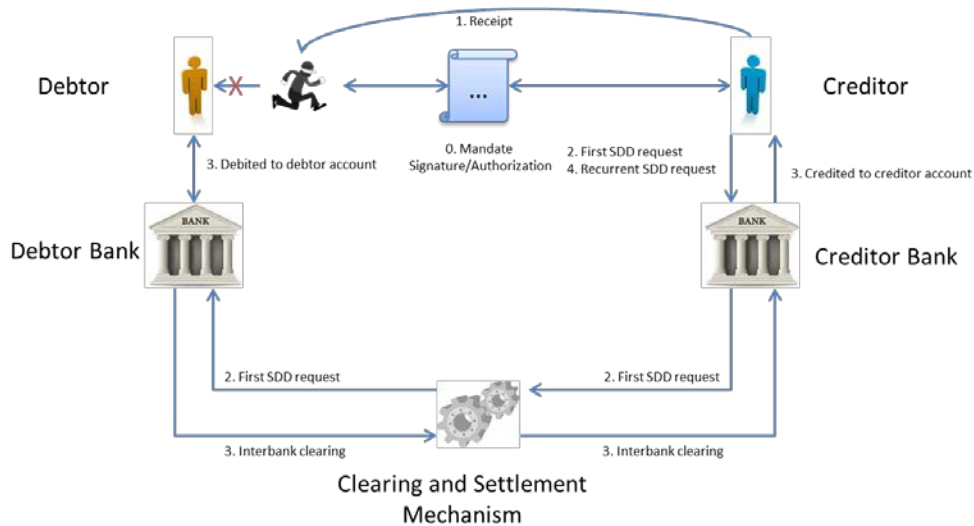 1. Receipt
Debtor
...
Creditor
0. Mandate
Signature/Authorization
2. First SDD request
4. Recurrent SDD request
3. Debited to debtor account
3. Credited to creditor account
BANK
BANK
Debtor Bank
Creditor Bank
2. First SDD request
2. First SDD request
3. Interbank clearing
3. Interbank clearing
Clearing and Settlement
Mechanism